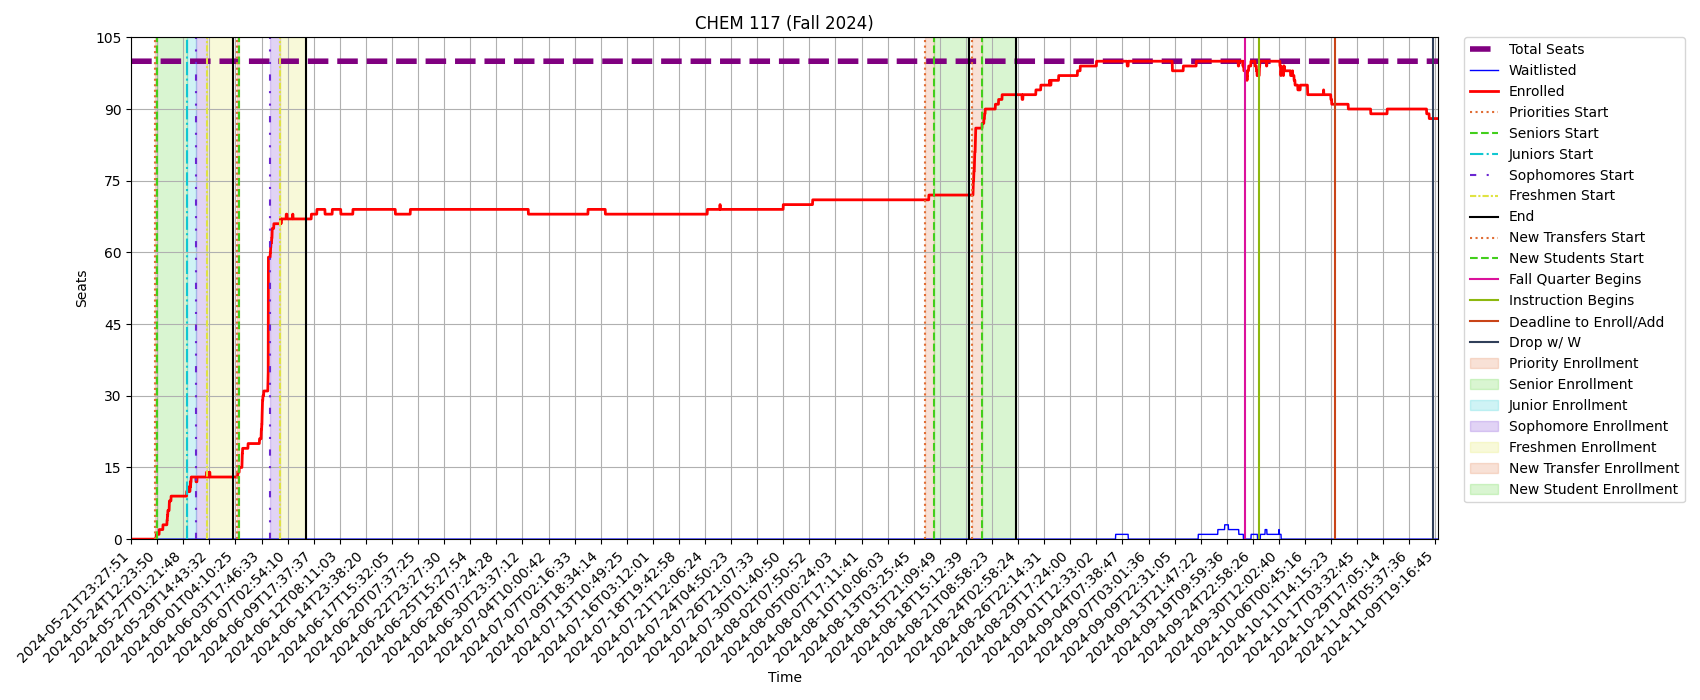 CHEM 117 (Fall 2024)
Seats
105
90
75
60
45
30
15
0
2024-05-21T23:27:51
2024-05-24T12:23:50
2024-05-27T01:21:48
2024-05-29T14:43:32
2024-06-01T04:10:25
2024-06-03T17:46:33
2024-06-07T02:54:10
2024-06-09T17:37:37
2024-06-12T08:11:03
2024-06-14T23:38:20
2024-06-17T15:32:05
2024-06-20T07:37:25
2024-06-22T23:27:30
2024-06-25T15:27:54
2024-06-28T07:24:28
2024-06-30T23:37:12
2024-07-04T10:00:42
2024-07-07T02:16:33
2024-07-09T18:34:14
2024-07-13T10:49:25
2024-07-16T03:12:01
2024-07-18T19:42:58
2024-07-21T12:06:24
2024-07-24T04:50:23
2024-07-26T21:07:33
2024-07-30T01:40:50
2024-08-02T07:50:52
2024-08-05T00:24:03
2024-08-07T17:11:41
2024-08-10T10:06:03
2024-08-13T03:25:45
2024-08-15T21:09:49
2024-08-18T15:12:39
2024-08-21T08:58:23
2024-08-24T02:58:24
2024-08-26T22:14:31
2024-08-29T17:24:00
2024-09-01T12:33:02
2024-09-04T07:38:47
2024-09-07T03:01:36
2024-09-09T22:31:05
2024-09-13T21:47:22
2024-09-19T09:59:36
2024-09-24T22:58:26
2024-09-30T12:02:40
2024-10-06T00:45:16
2024-10-11T14:15:23
2024-10-17T03:32:45
2024-10-29T17:05:14
2024-11-04T05:37:36
2024-11-09T19:16:45
Time
Total Seats
Waitlisted
Enrolled
Priorities Start
Seniors Start
Juniors Start
Sophomores Start
Freshmen Start
End
New Transfers Start
New Students Start
Fall Quarter Begins
Instruction Begins
Deadline to Enroll/Add
Drop w/ W
Priority Enrollment
Senior Enrollment
Junior Enrollment
Sophomore Enrollment
Freshmen Enrollment
New Transfer Enrollment
New Student Enrollment